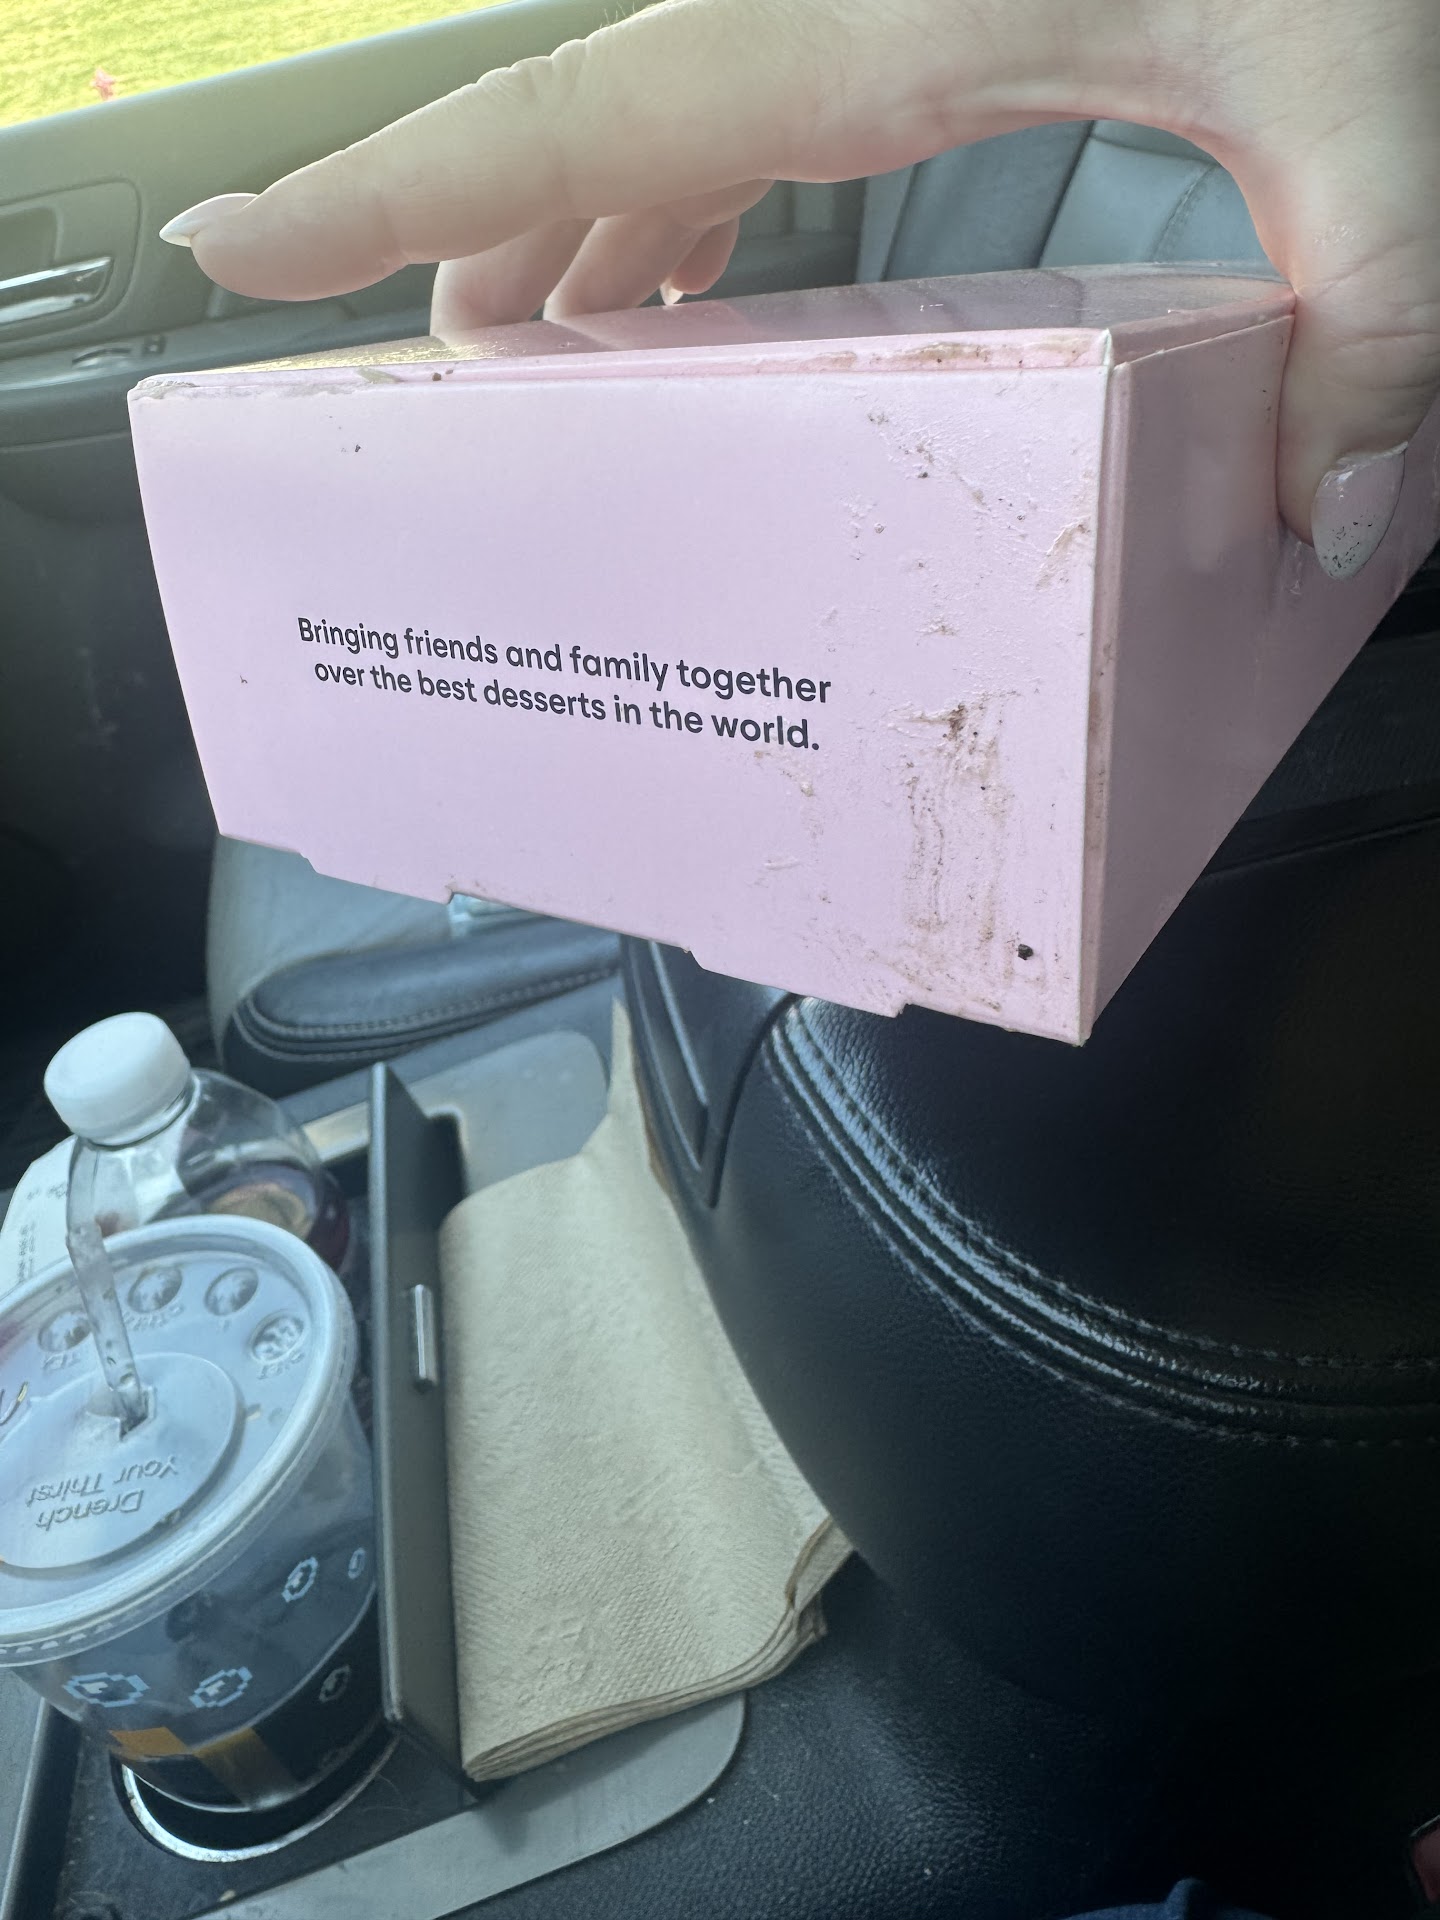 Bringing friends and family together
over the best desserts in the world.
Drench
Your Thirst